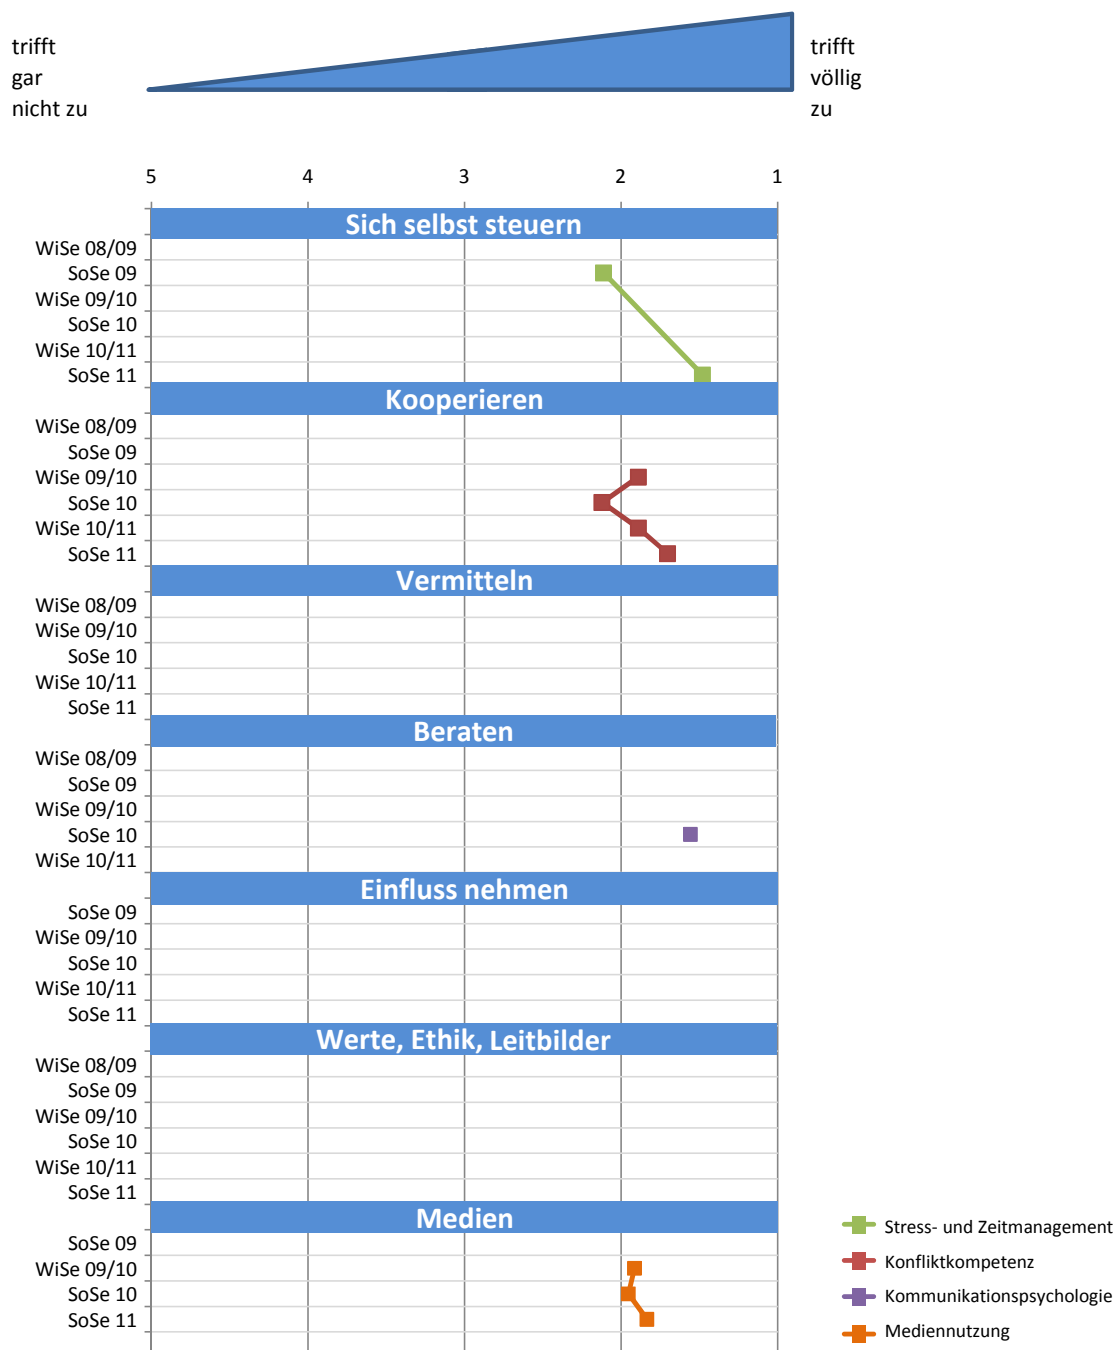 trifft
gar
nicht zu
trifft
völlig
zu
5 4 3 2 1
Sich selbst steuern
WiSe 08/09
SoSe 09
WiSe 09/10
SoSe 10
WiSe 10/11
SoSe 11
Kooperieren
WiSe 08/09
SoSe 09
WiSe 09/10
SoSe 10
WiSe 10/11
SoSe 11
Vermitteln
WiSe 08/09
WiSe 09/10
SoSe 10
WiSe 10/11
SoSe 11
Beraten
WiSe 08/09
SoSe 09
WiSe 09/10
SoSe 10
WiSe 10/11
Einfluss nehmen
SoSe 09
WiSe 09/10
SoSe 10
WiSe 10/11
SoSe 11
Werte, Ethik, Leitbilder
WiSe 08/09
SoSe 09
WiSe 09/10
SoSe 10
WiSe 10/11
SoSe 11
Medien
SoSe 09
WiSe 09/10
SoSe 10
SoSe 11
Stress- und Zeitmanagement
Konfliktkompetenz
Kommunikationspsychologie
Mediennutzung